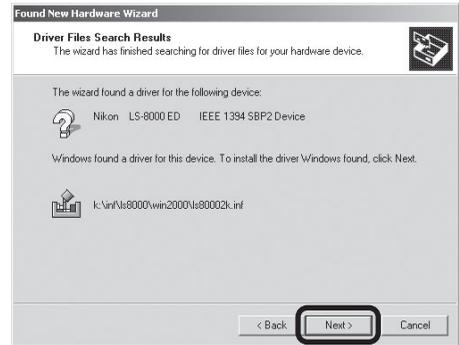 Found New Hardware Wizard
Driver Files Search Results
The wizard has finished searching for driver files for your hardware device.
The wizard found a driver for the following device:
Nikon LS-8000 ED IEEE 1394 SBP2 Device
Windows found a driver for this device. To install the driver Windows found, click Next.
k:\inf\ls8000\win2000\ls80002k.inf
< Back Next > Cancel